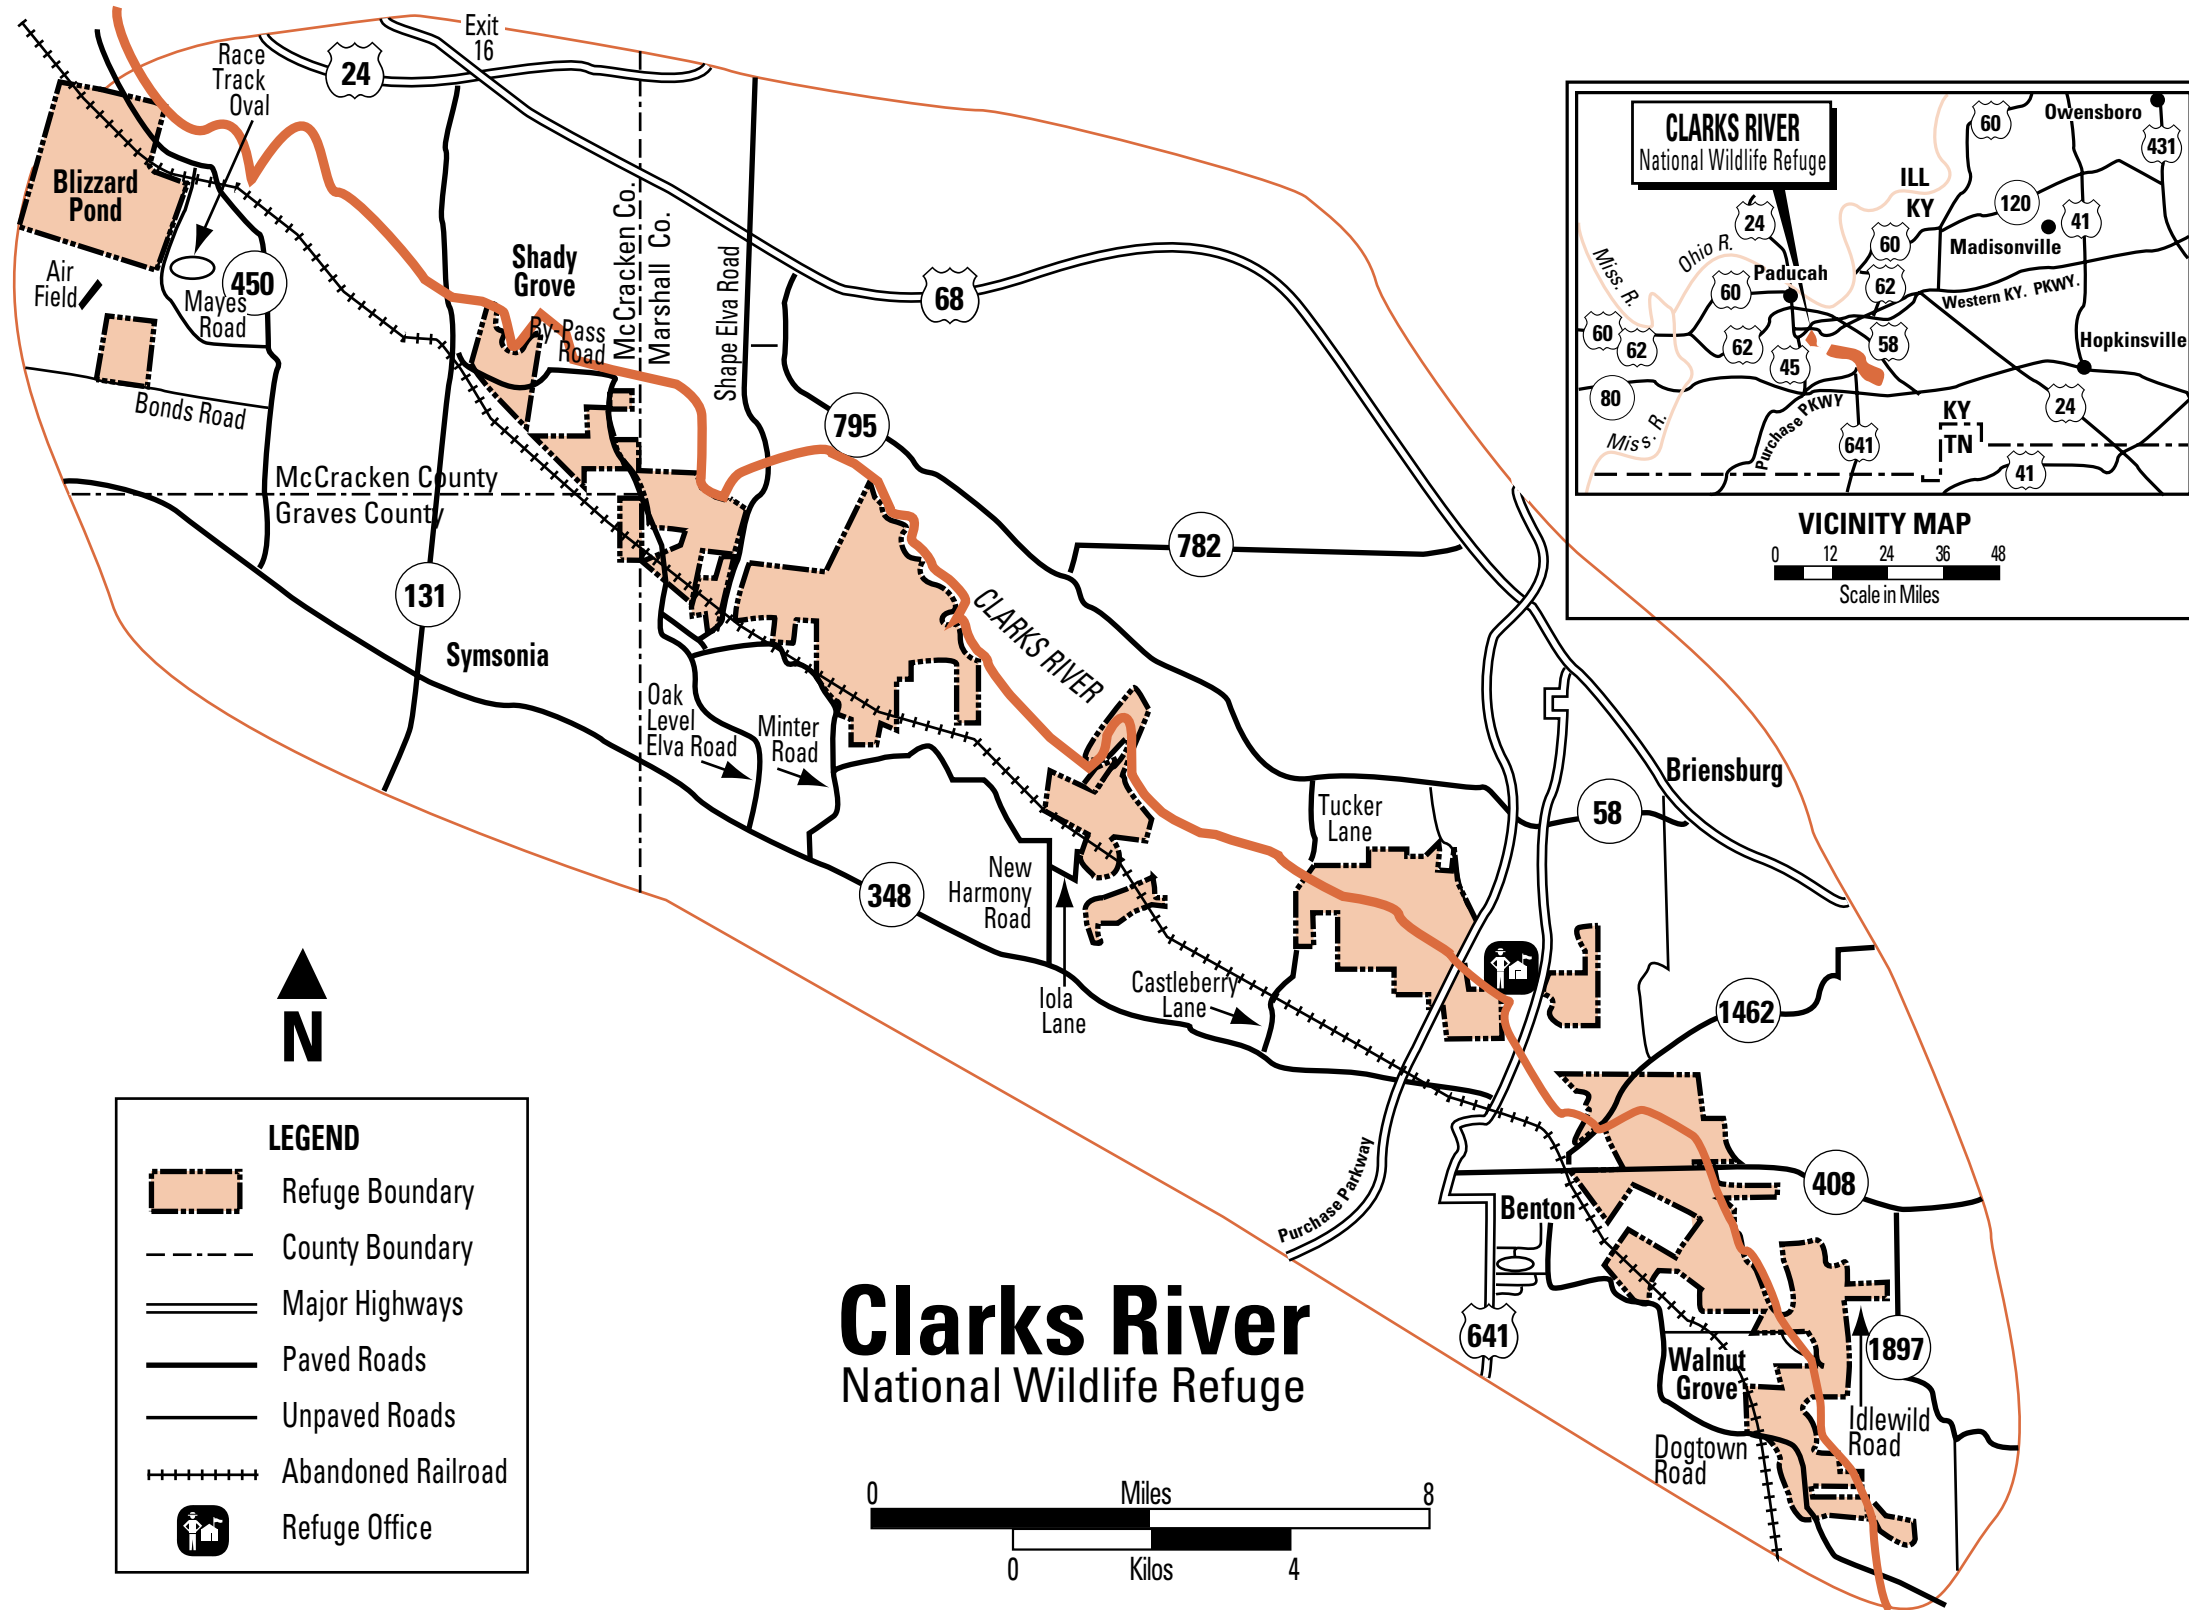 Exit
16
24
Race
Track
Oval
Blizzard
Pond
Air
Field
450
Mayes
Road
Bonds Road
Shady
Grove
By-Pass
Road
McCracken Co.
Marshall Co.
Shape Elva Road
68
795
782
McCracken County
Graves County
131
Symsonia
CLARKS RIVER
Oak
Level
Elva Road
Minter
Road
348
New
Harmony
Road
Iola
Lane
Castleberry
Lane
Tucker
Lane
58
Briensburg
1462
408
Benton
Purchase Parkway
641
Walnut
Grove
1897
Idlewild
Road
Dogtown
Road
CLARKS RIVER
National Wildlife Refuge
Owensboro
60
431
ILL
KY
120
41
24
Madisonville
Ohio R.
Miss. R.
60
Paducah
60
62
Western KY. PKWY.
60
62
62
58
Hopkinsville
45
80
Purchase PKWY
KY
TN
24
Miss. R.
641
41
VICINITY MAP
0 12 24 36 48
Scale in Miles
N
LEGEND
Refuge Boundary
County Boundary
Major Highways
Paved Roads
Unpaved Roads
Abandoned Railroad
Refuge Office
Clarks River
National Wildlife Refuge
0 Miles 8
0 Kilos 4